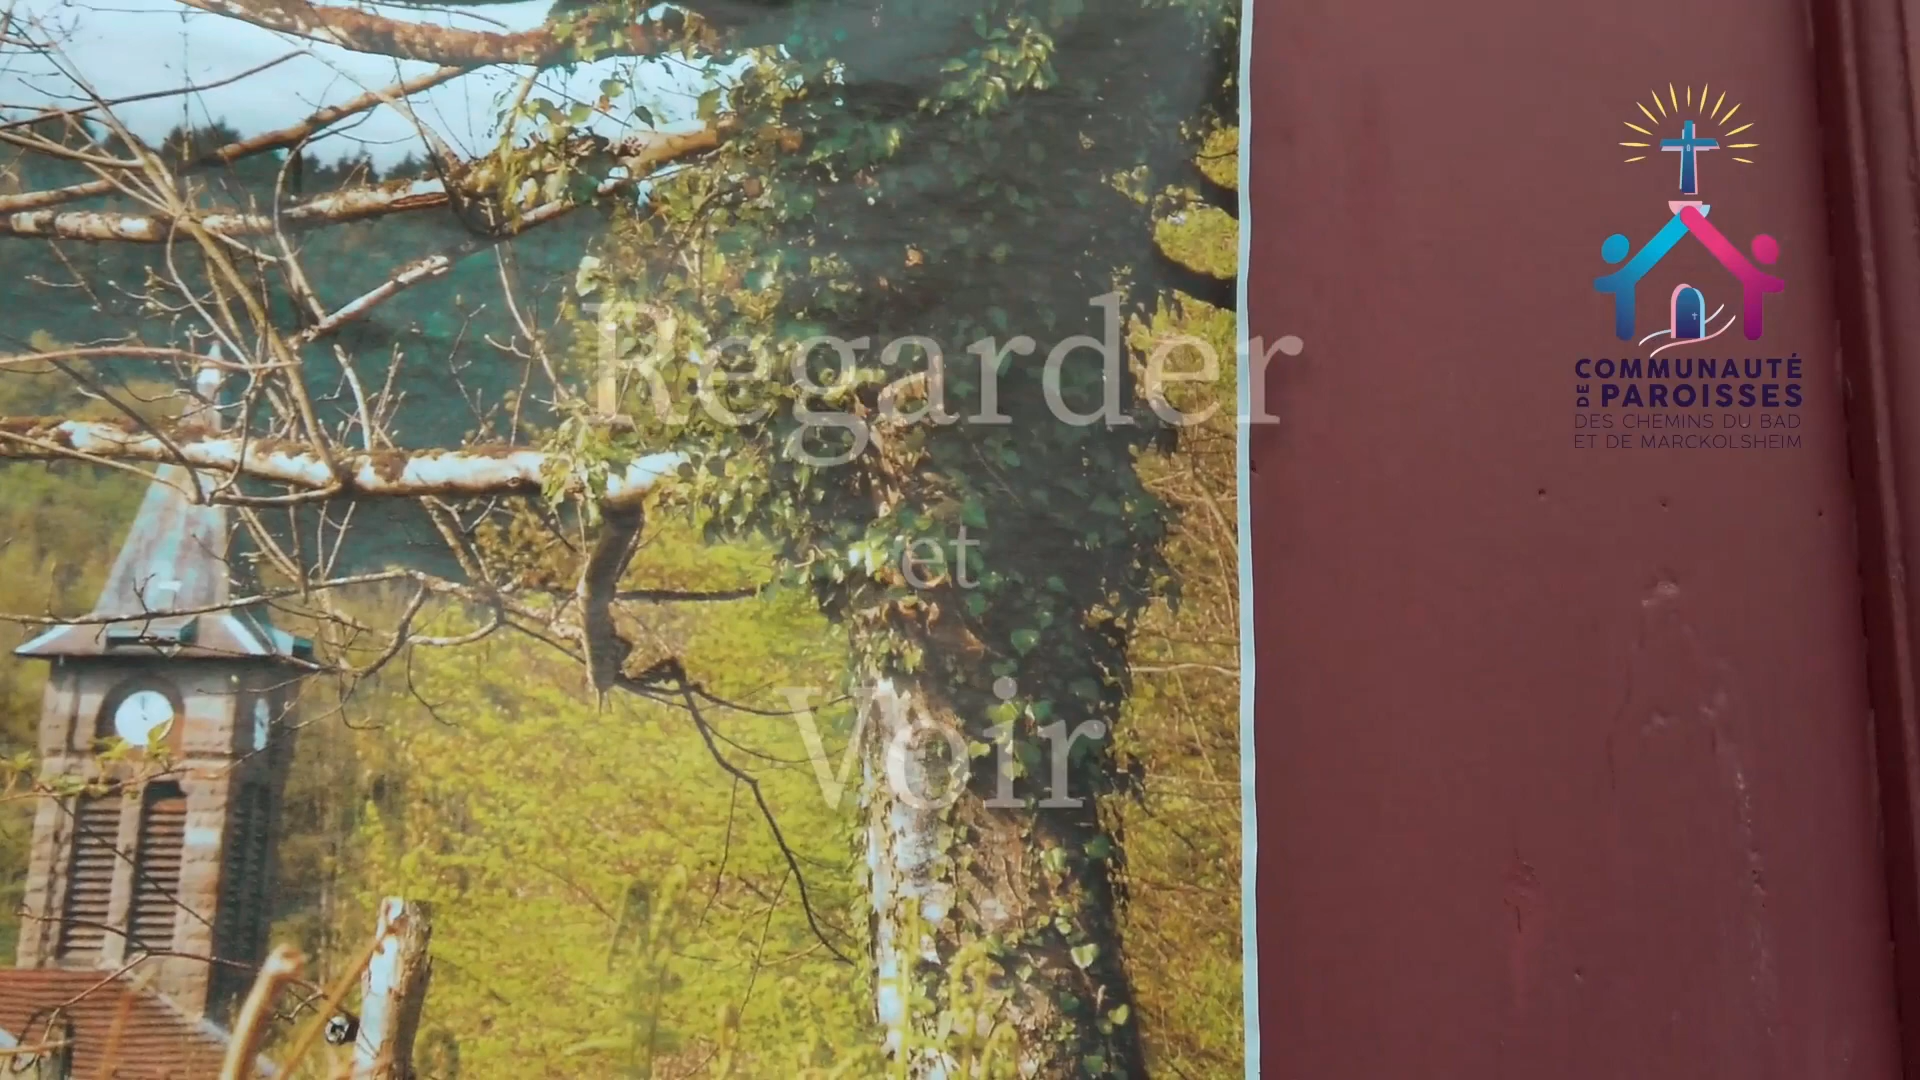 Regarder
et
Voir
COMMUNAUTÉ
DE PAROISSES
DES CHEMINS DU BAD
ET DE MARCKOLSHEIM